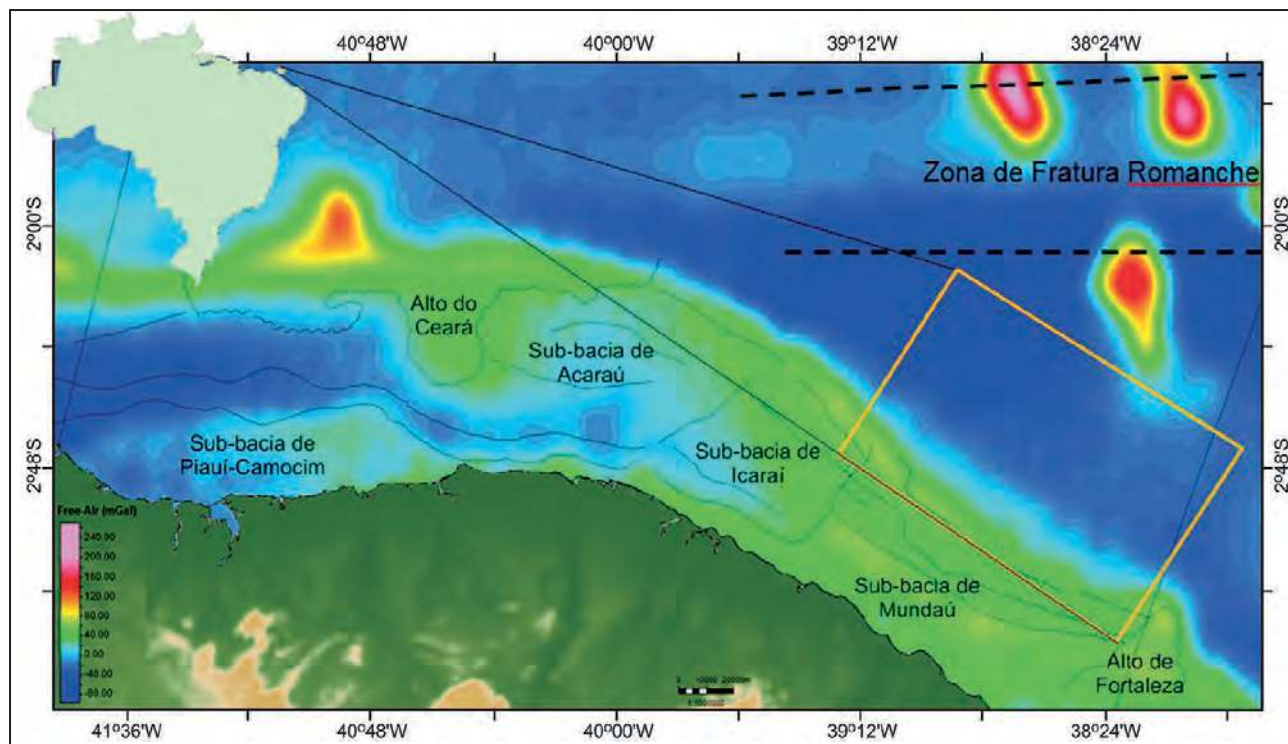 40º48'W
40º00'W
39º12'W
38º24'W
Zona de Fratura Romanche
2º00'S
2º00'S
Alto do
Ceará
Sub-bacia de
Acaraú
Sub-bacia de
Piauí-Camocim
Sub-bacia de
Icaraí
2º48'S
2º48'S
Free-Air (mGal)
240.00
200.00
160.00
120.00
80.00
40.00
0.00
-40.00
-80.00
Sub-bacia de
Mundaú
Alto de
Fortaleza
41º36'W
40º48'W
40º00'W
39º12'W
38º24'W